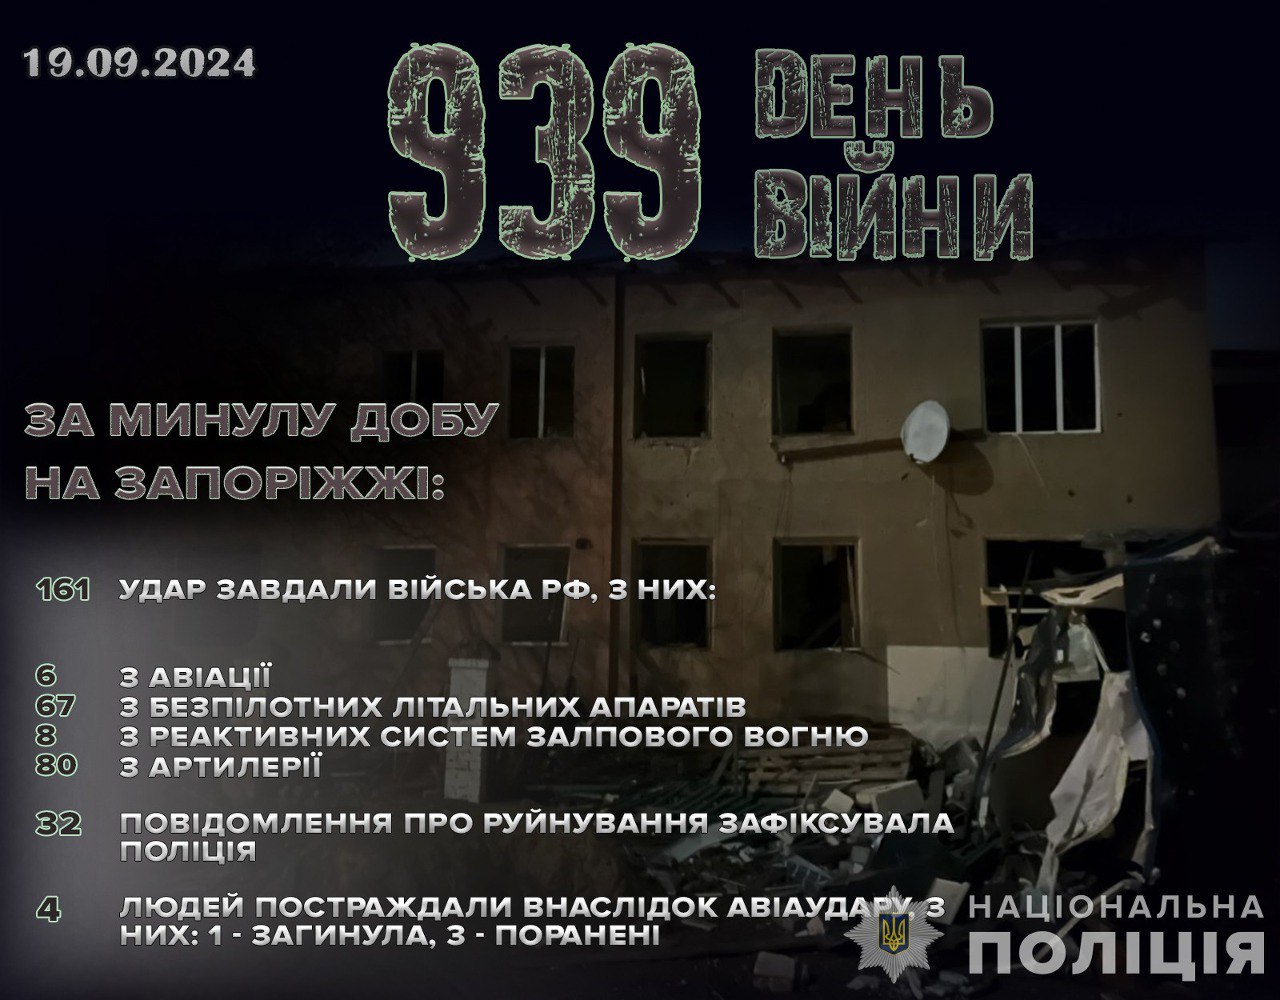 19.09.2024
939 ДЕНЬ
ВІЙНИ
ЗА МИНУЛУ ДОБУ
НА ЗАПОРІЖЖІ:
161 УДАР ЗАВДАЛИ ВІЙСЬКА РФ, З НИХ:
6 З АВІАЦІЇ
67 З БЕЗПІЛОТНИХ ЛІТАЛЬНИХ АПАРАТІВ
8 З РЕАКТИВНИХ СИСТЕМ ЗАЛПОВОГО ВОГНЮ
80 З АРТИЛЕРІЇ
32 ПОВІДОМЛЕННЯ ПРО РУЙНУВАННЯ ЗАФІКСУВАЛА
ПОЛІЦІЯ
4 ЛЮДЕЙ ПОСТРАЖДАЛИ ВНАСЛІДОК АВІАУДАРУ, З
НИХ: 1 - ЗАГИНУЛА, 3 - ПОРАНЕНІ
НАЦІОНАЛЬНА
ПОЛІЦІЯ